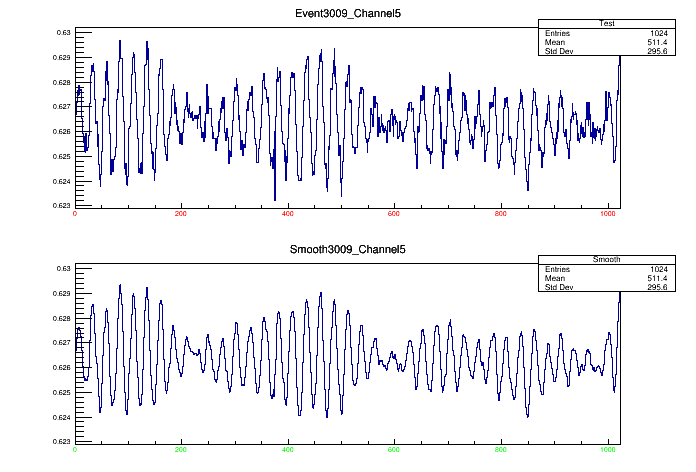 Event3009_Channel5
Test
Entries 1024
Mean 511.4
Std Dev 295.6
0.63
0.629
0.628
0.627
0.626
0.625
0.624
0.623
0 200 400 600 800 1000
Smooth3009_Channel5
Smooth
Entries 1024
Mean 511.4
Std Dev 295.6
0.63
0.629
0.628
0.627
0.626
0.625
0.624
0.623
0 200 400 600 800 1000